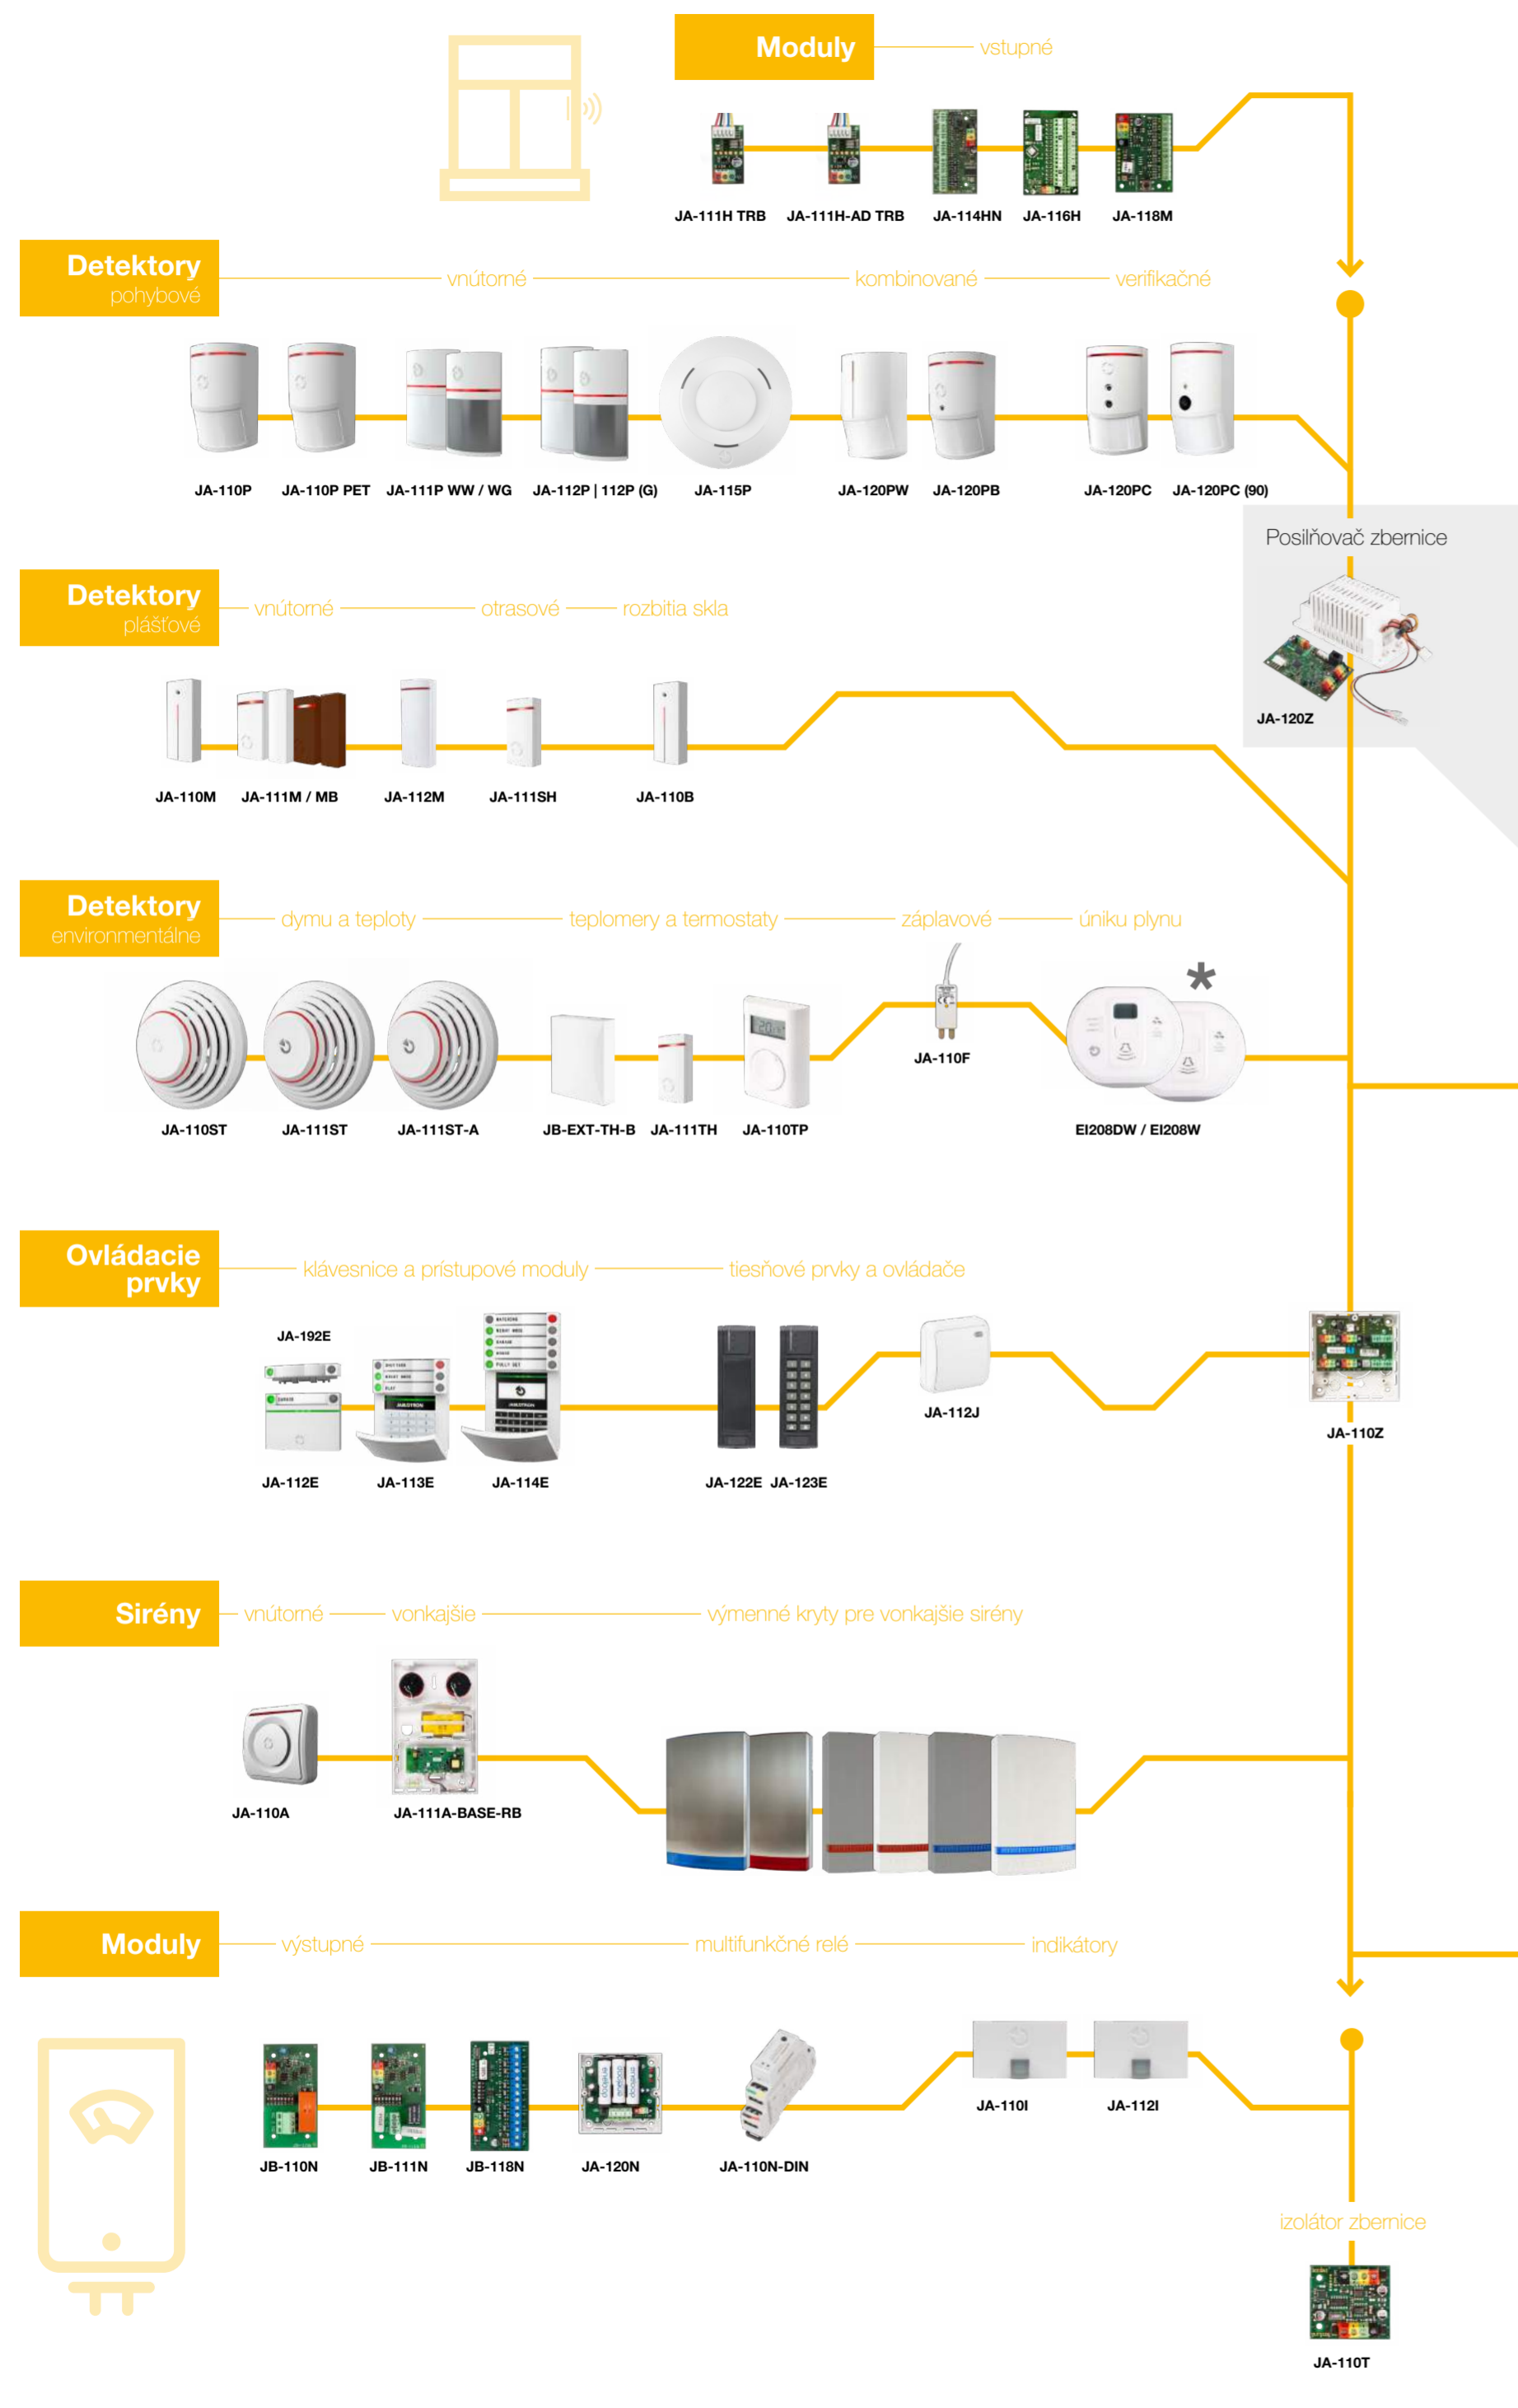 Moduly
vstupné
JA-111H TRB
JA-111H-AD TRB
JA-114HN
JA-116H
JA-118M
Detektory
pohybové
vnútorné
kombinované
verifikačné
JA-110P
JA-110P PET
JA-111P WW / WG
JA-112P | 112P (G)
JA-115P
JA-120PW
JA-120PB
JA-120PC
JA-120PC (90)
Posilňovač zbernice
JA-120Z
Detektory
plášťové
vnútorné
otrasové
rozbitia skla
JA-110M
JA-111M / MB
JA-112M
JA-111SH
JA-110B
Detektory
environmentálne
dymu a teploty
teplomery a termostaty
záplavové
úniku plynu
*
JA-110ST
JA-111ST
JA-111ST-A
JB-EXT-TH-B
JA-111TH
JA-110TP
JA-110F
EI208DW / EI208W
Ovládacie
prvky
klávesnice a prístupové moduly
tiesňové prvky a ovládače
JA-192E
JA-112E
JA-113E
JA-114E
JA-122E
JA-123E
JA-112J
JA-110Z
Sirény
vnútorné
vonkajšie
výmenné kryty pre vonkajšie sirény
JA-110A
JA-111A-BASE-RB
Moduly
výstupné
multifunkčné relé
indikátory
JB-110N
JB-111N
JB-118N
JA-120N
JA-110N-DIN
JA-110I
JA-112I
izolátor zbernice
JA-110T